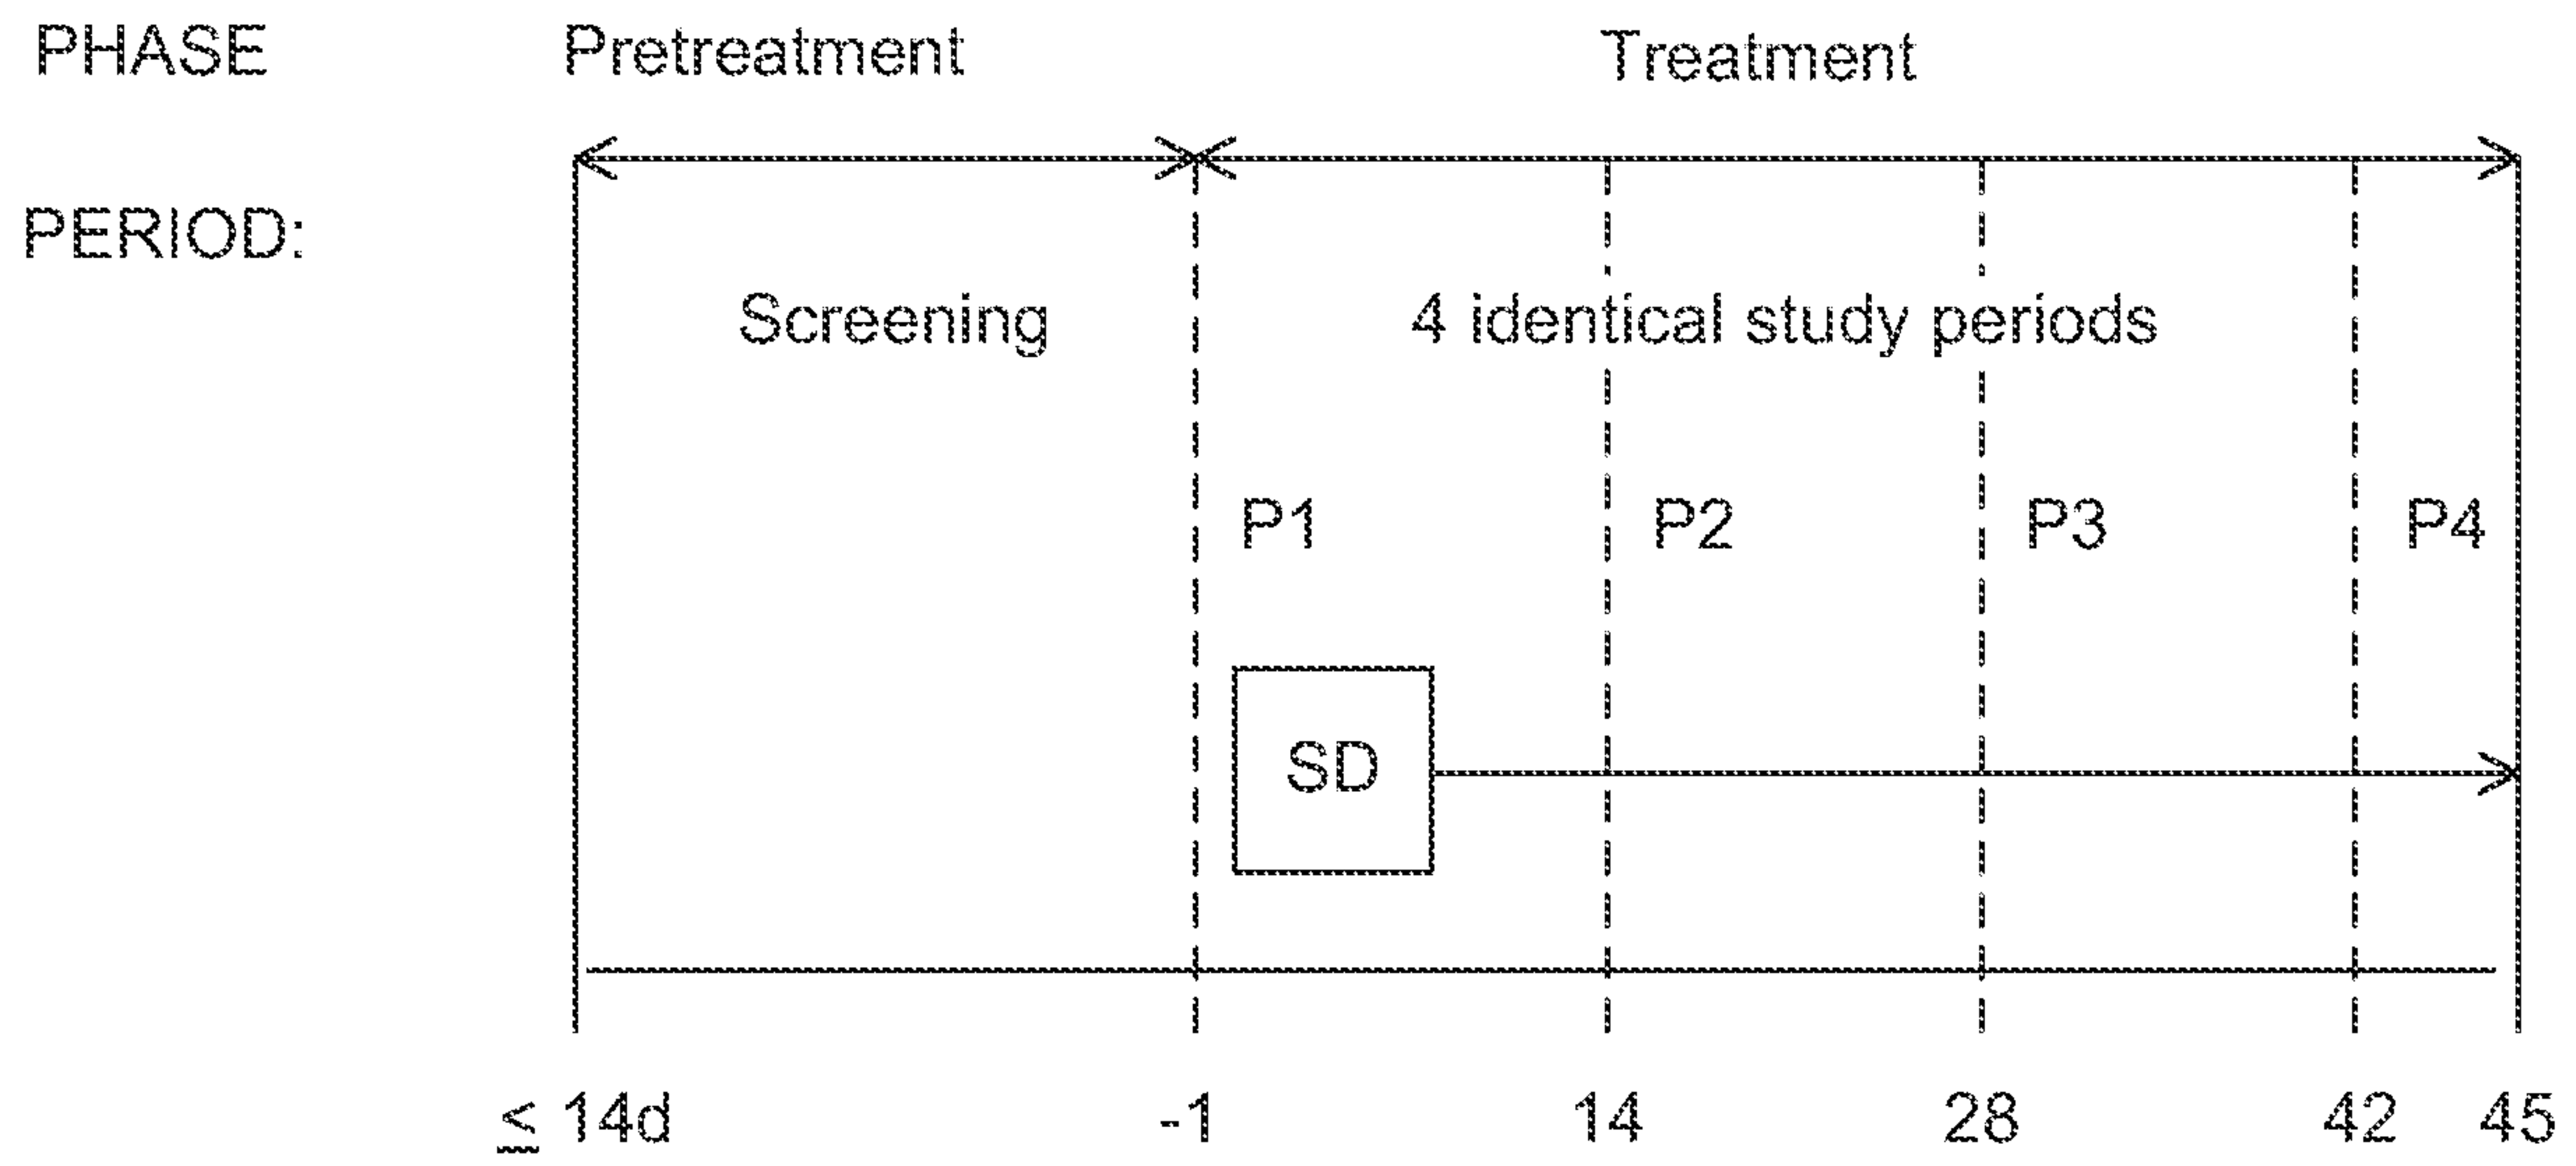 PHASE Pretreatment Treatment
PERIOD:
Screening 4 identical study periods
P1 P2 P3 P4
SD
≤ 14d -1 14 28 42 45